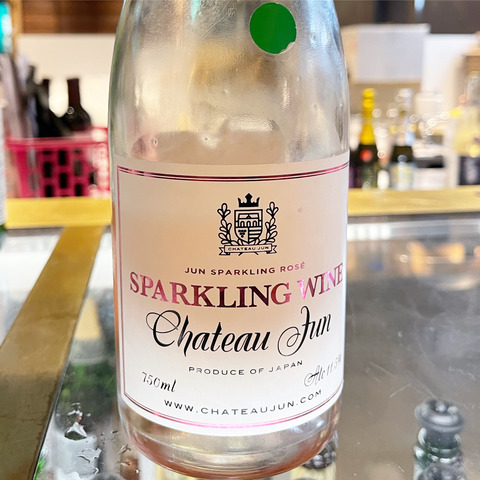 CHATEAU JUN
JUN SPARKLING ROSÉ
SPARKLING WINE
Chateau Jun
PRODUCE OF JAPAN
750ml
WWW.CHATEAUJUN.COM